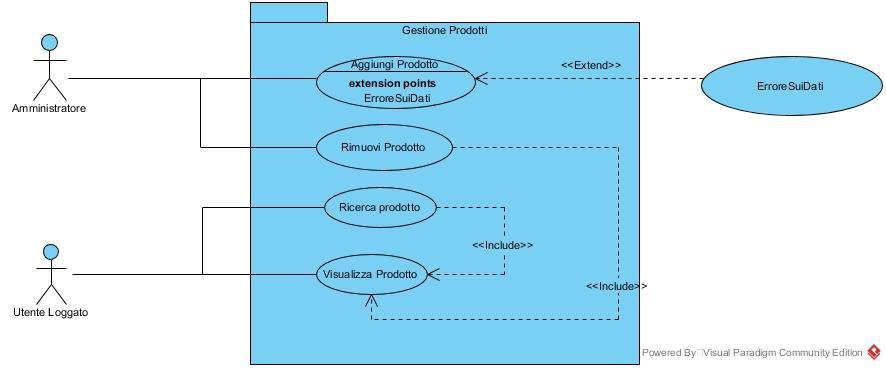 Gestione Prodotti
Aggiungi Prodotto
extension points
ErroreSuiDati
<<Extend>>
ErroreSuiDati
Amministratore
Rimuovi Prodotto
Ricerca prodotto
<<Include>>
Visualizza Prodotto
<<Include>>
Utente Loggato
Powered By Visual Paradigm Community Edition